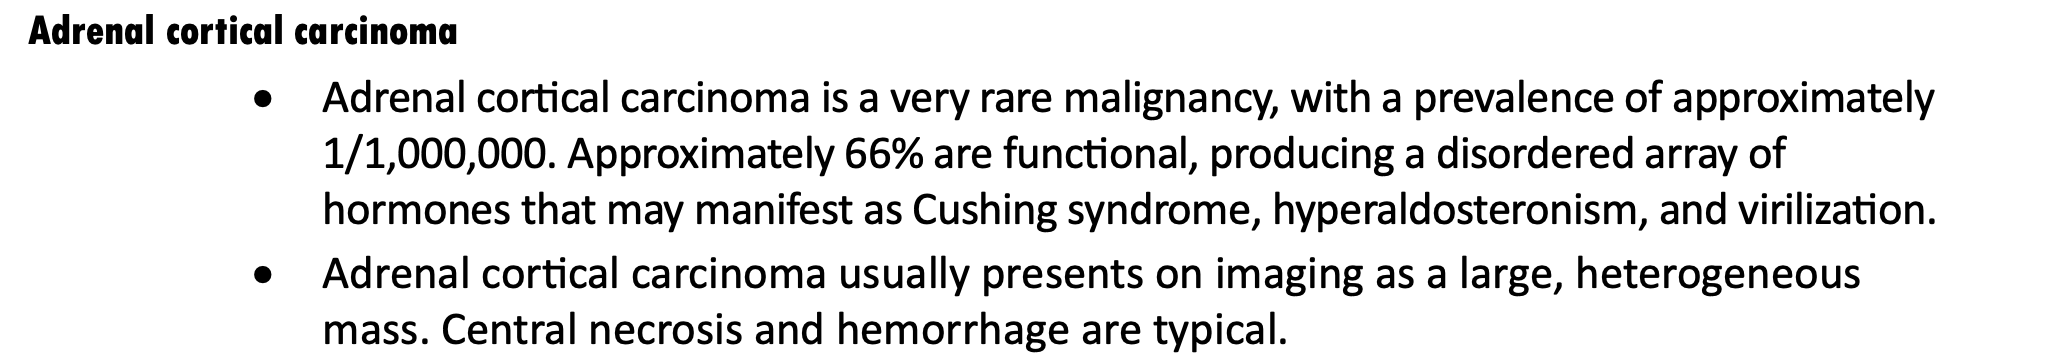 Adrenal cortical carcinoma
• Adrenal cortical carcinoma is a very rare malignancy, with a prevalence of approximately
1/1,000,000. Approximately 66% are functional, producing a disordered array of
hormones that may manifest as Cushing syndrome, hyperaldosteronism, and virilization.
• Adrenal cortical carcinoma usually presents on imaging as a large, heterogeneous
mass. Central necrosis and hemorrhage are typical.